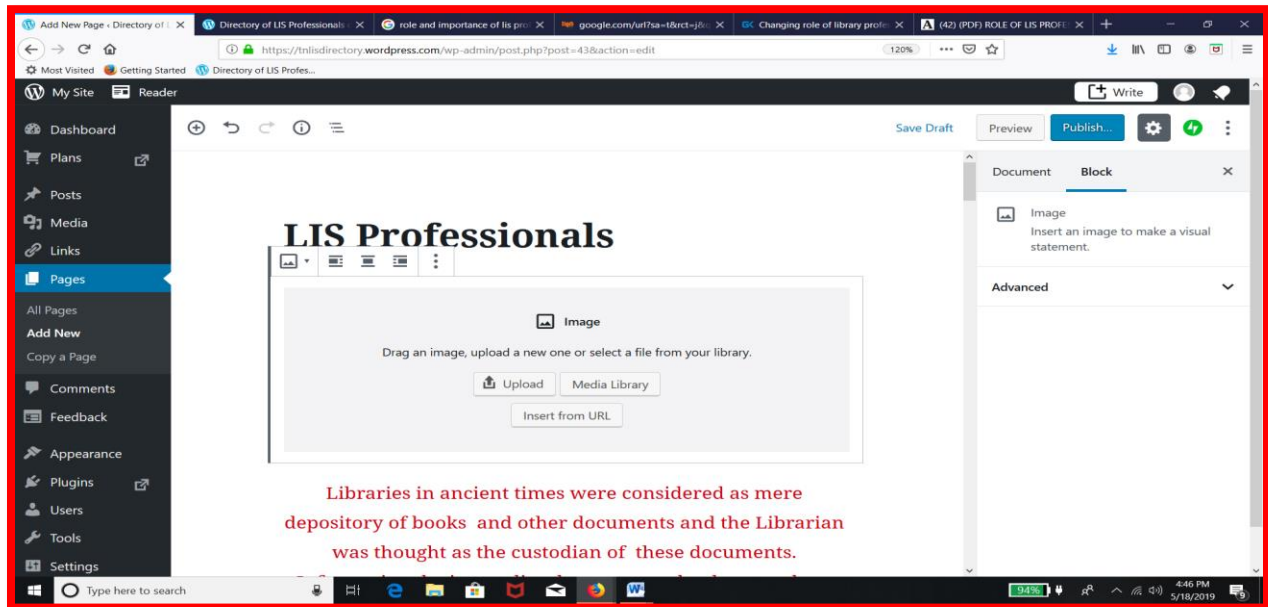 Add New Page ‹ Directory of L
Directory of LIS Professionals ‹
role and importance of lis pro
google.com/url?sa=t&rct=j&
Changing role of library profe
(42) (PDF) ROLE OF LIS PROFE
https://tnlisdirectory.wordpress.com/wp-admin/post.php?post=43&action=edit
120%
Most Visited
Getting Started
Directory of LIS Profes...
My Site
Reader
Write
Dashboard
Plans
Posts
Media
Links
Pages
All Pages
Add New
Copy a Page
Comments
Feedback
Appearance
Plugins
Users
Tools
Settings
Save Draft
Preview
Publish...
LIS Professionals
Image
Drag an image, upload a new one or select a file from your library.
Upload
Media Library
Insert from URL
Libraries in ancient times were considered as mere
depository of books and other documents and the Librarian
was thought as the custodian of these documents.
Document
Block
Image
Insert an image to make a visual
statement.
Advanced
Type here to search
94%
4:46 PM
5/18/2019
9